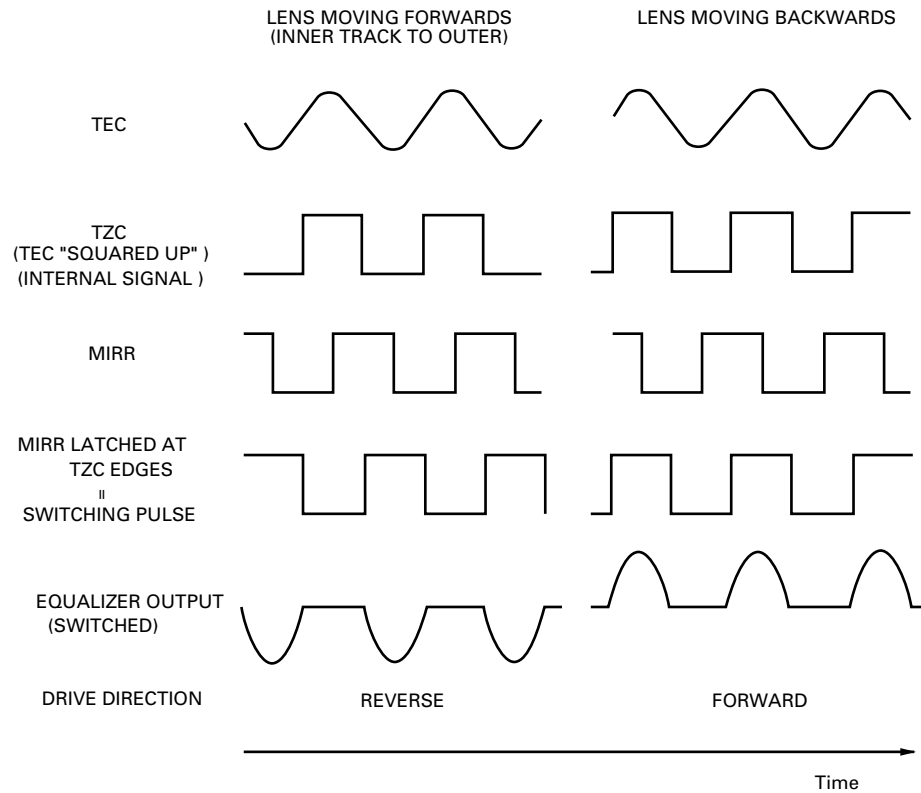 LENS MOVING FORWARDS
(INNER TRACK TO OUTER)
LENS MOVING BACKWARDS
TEC
TZC
(TEC "SQUARED UP" )
(INTERNAL SIGNAL )
MIRR
MIRR LATCHED AT
TZC EDGES
=
SWITCHING PULSE
EQUALIZER OUTPUT
(SWITCHED)
DRIVE DIRECTION
REVERSE
FORWARD
Time